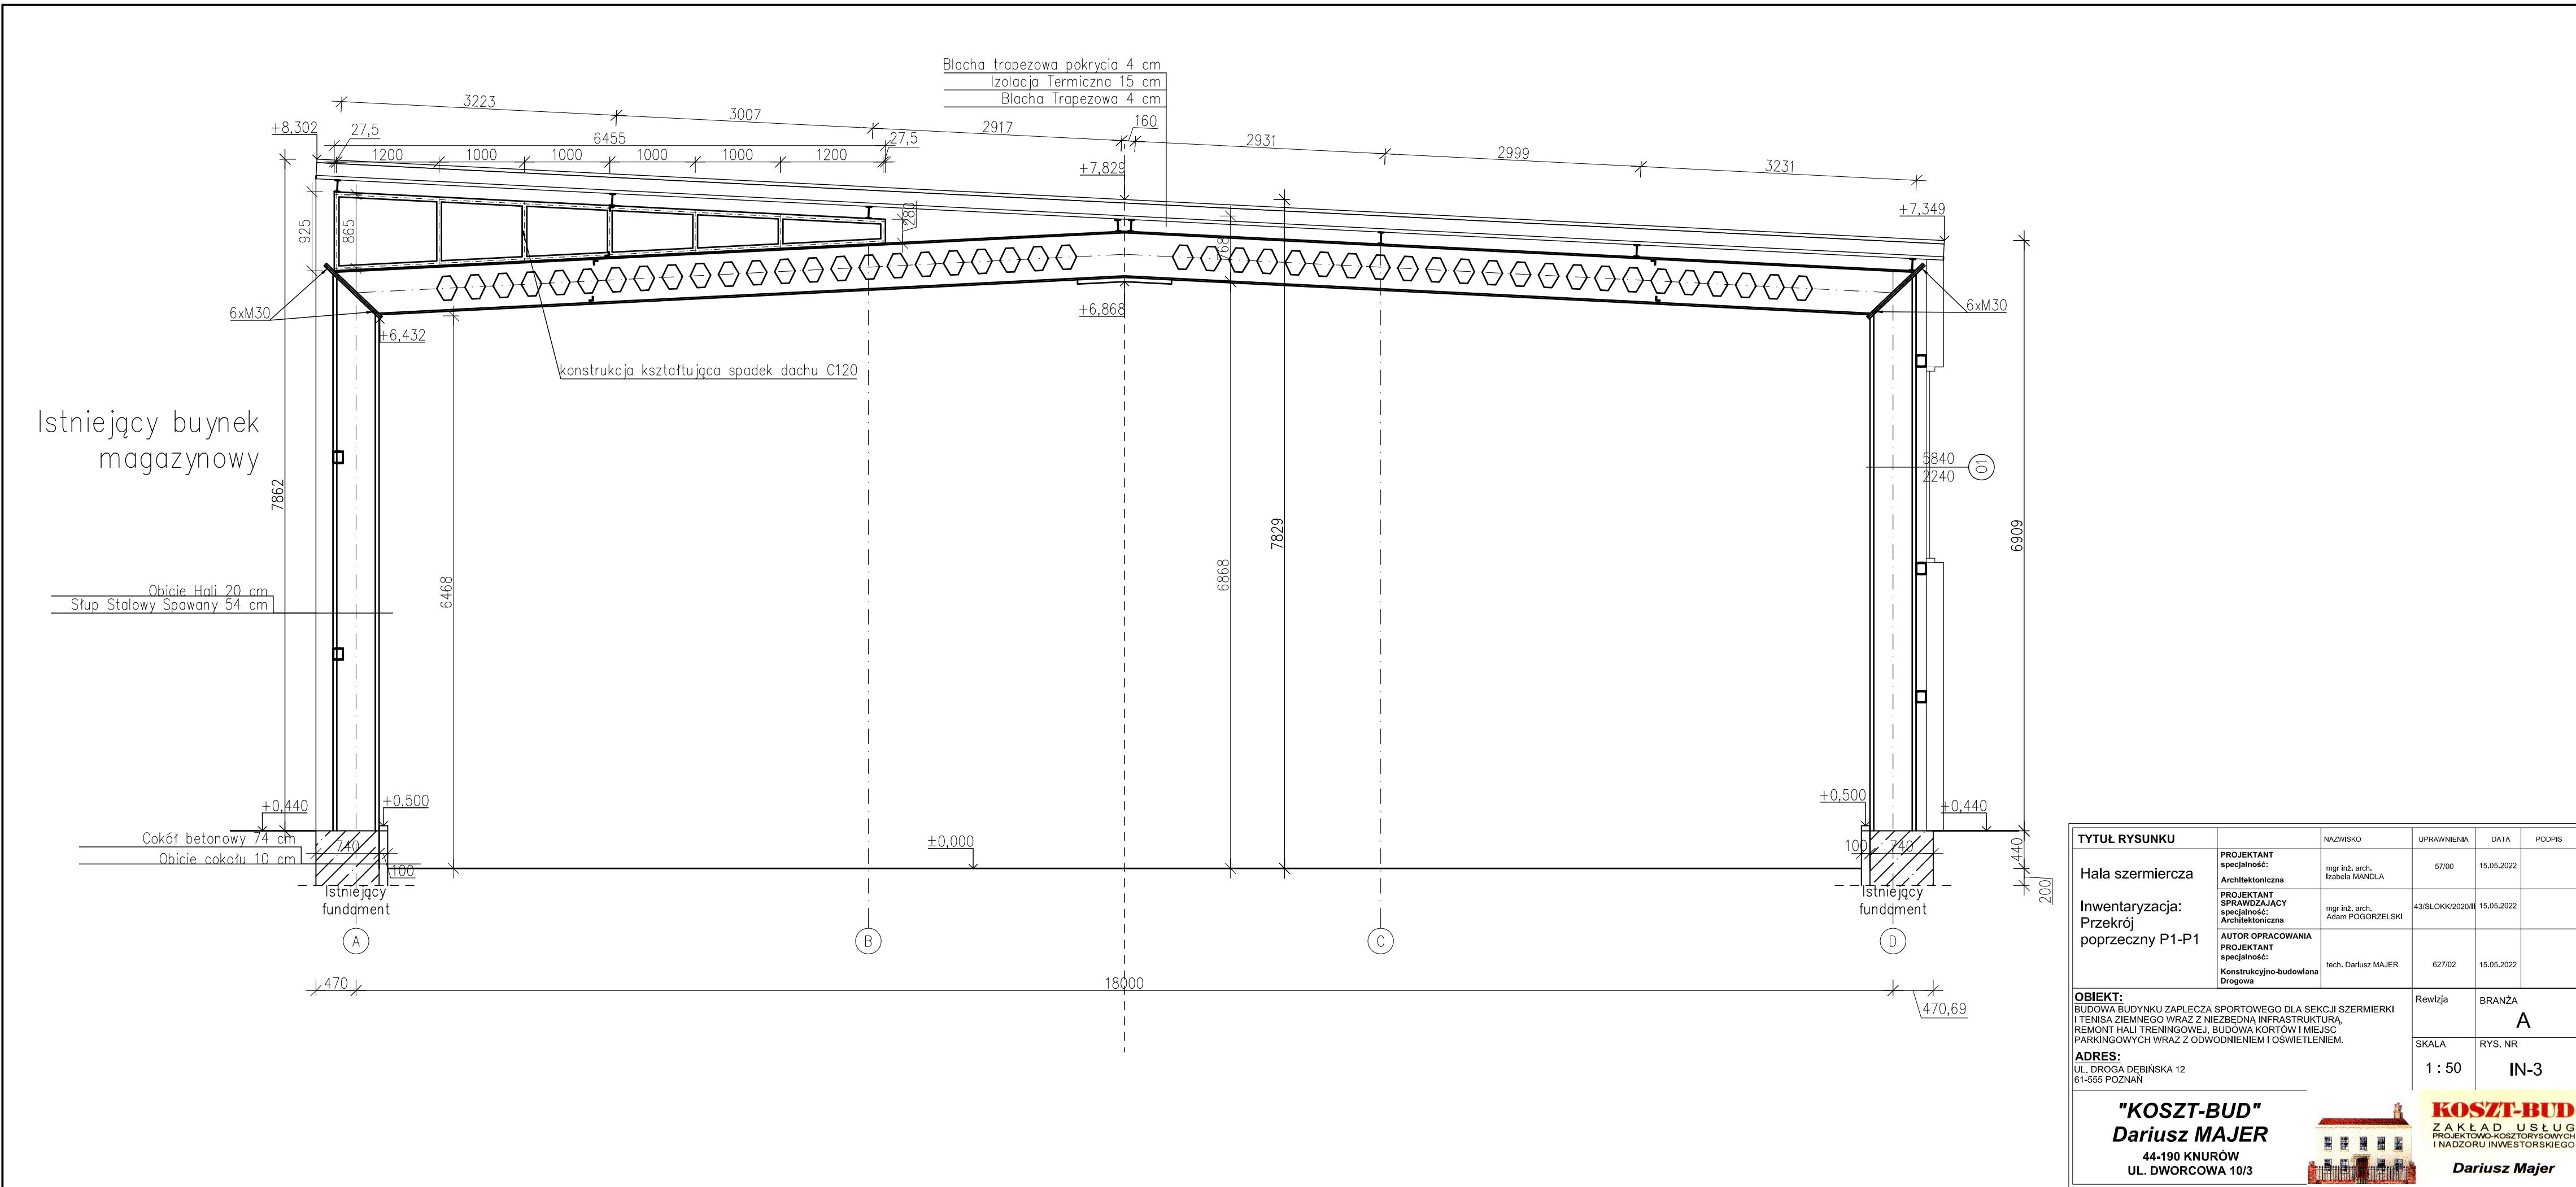 Blacha trapezowa pokrycia 4 cm
Izolacja Termiczna 15 cm
Blacha Trapezowa 4 cm
3223
3007
2917
160
2931
2999
3231
+8,302
27,5
6455
27,5
1200
1000
1000
1000
1000
1200
+7,829
+7,349
925
865
280
6xM30
6xM30
+6,432
+6,868
konstrukcja kształtująca spadek dachu C120
Istniejący buynek
magazynowy
7862
6468
6868
7829
6909
5840
2240
01
Obicie Hali 20 cm
Słup Stalowy Spawany 54 cm
+0,440
+0,500
+0,500
+0,440
Cokół betonowy 74 cm
Obicie cokołu 10 cm
740
100
±0,000
100
740
440
200
Istniejący
fundament
Istniejący
fundament
A
B
C
D
470
18000
470,69
TYTUŁ RYSUNKU
NAZWISKO
UPRAWNIENIA
DATA
PODPIS
Hala szermiercza
Inwentaryzacja:
Przekrój
poprzeczny P1-P1
PROJEKTANT
specjalność:
Architektoniczna
mgr inż. arch.
Izabela MANDLA
57/00
15.05.2022
PROJEKTANT
SPRAWDZAJĄCY
specjalność:
Architektoniczna
mgr inż. arch.
Adam POGORZELSKI
43/SLOKK/2020/II
15.05.2022
AUTOR OPRACOWANIA
PROJEKTANT
specjalność:
Konstrukcyjno-budowlana
Drogowa
tech. Dariusz MAJER
627/02
15.05.2022
OBIEKT:
BUDOWA BUDYNKU ZAPLECZA SPORTOWEGO DLA SEKCJI SZERMIERKI
I TENISA ZIEMNEGO WRAZ Z NIEZBĘDNĄ INFRASTRUKTURĄ,
REMONT HALI TRENINGOWEJ, BUDOWA KORTÓW I MIEJSC
PARKINGOWYCH WRAZ Z ODWODNIENIEM I OŚWIETLENIEM.
ADRES:
UL. DROGA DĘBIŃSKA 12
61-555 POZNAŃ
Rewizja
BRANŻA
A
SKALA
1 : 50
RYS. NR
IN-3
"KOSZT-BUD"
Dariusz MAJER
44-190 KNURÓW
UL. DWORCOWA 10/3
KOSZT-BUD
ZAKŁAD USŁUG
PROJEKTOWO-KOSZTORYSOWYCH
I NADZORU INWESTORSKIEGO
Dariusz Majer